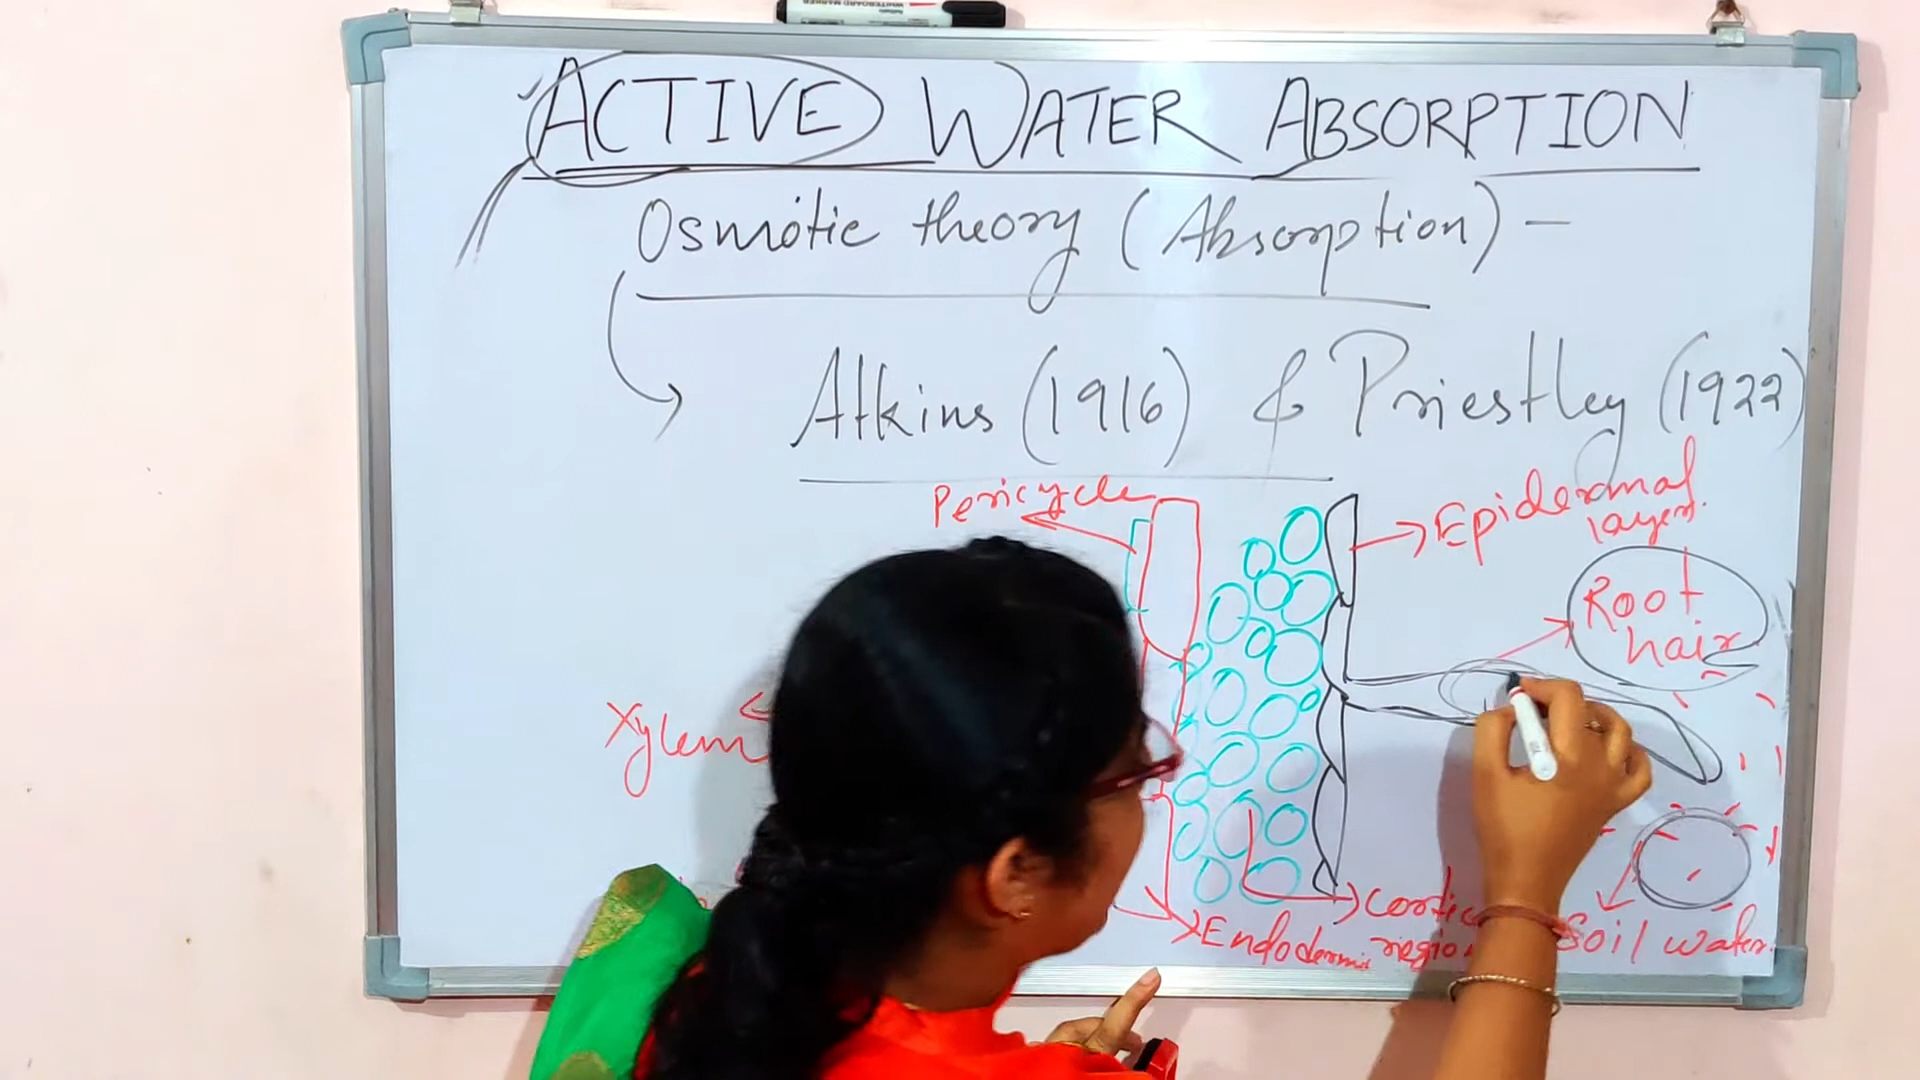 ACTIVE WATER ABSORPTION
Osmotic theory (Absorption) -
Atkins (1916) & Priestley (1922)
Pericycle
Epidermal
layer.
Root
hair
Xylem
Cortic
region
Endodermis
Soil water.